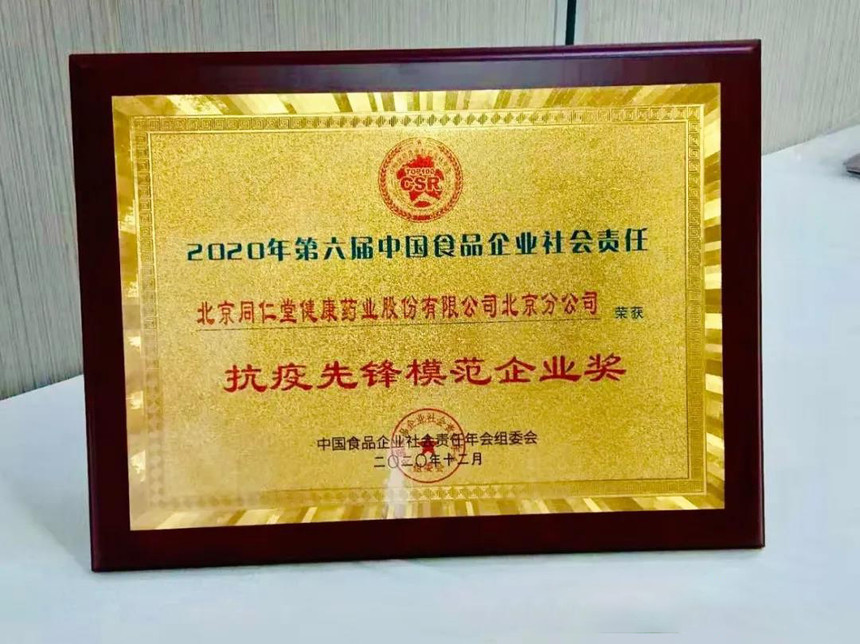 TOP100
CSR
2020年第六届中国食品企业社会责任
北京同仁堂健康药业股份有限公司北京分公司 荣获
抗疫先锋模范企业奖
中国食品企业社会责任年会组委会
二〇二〇年十二月